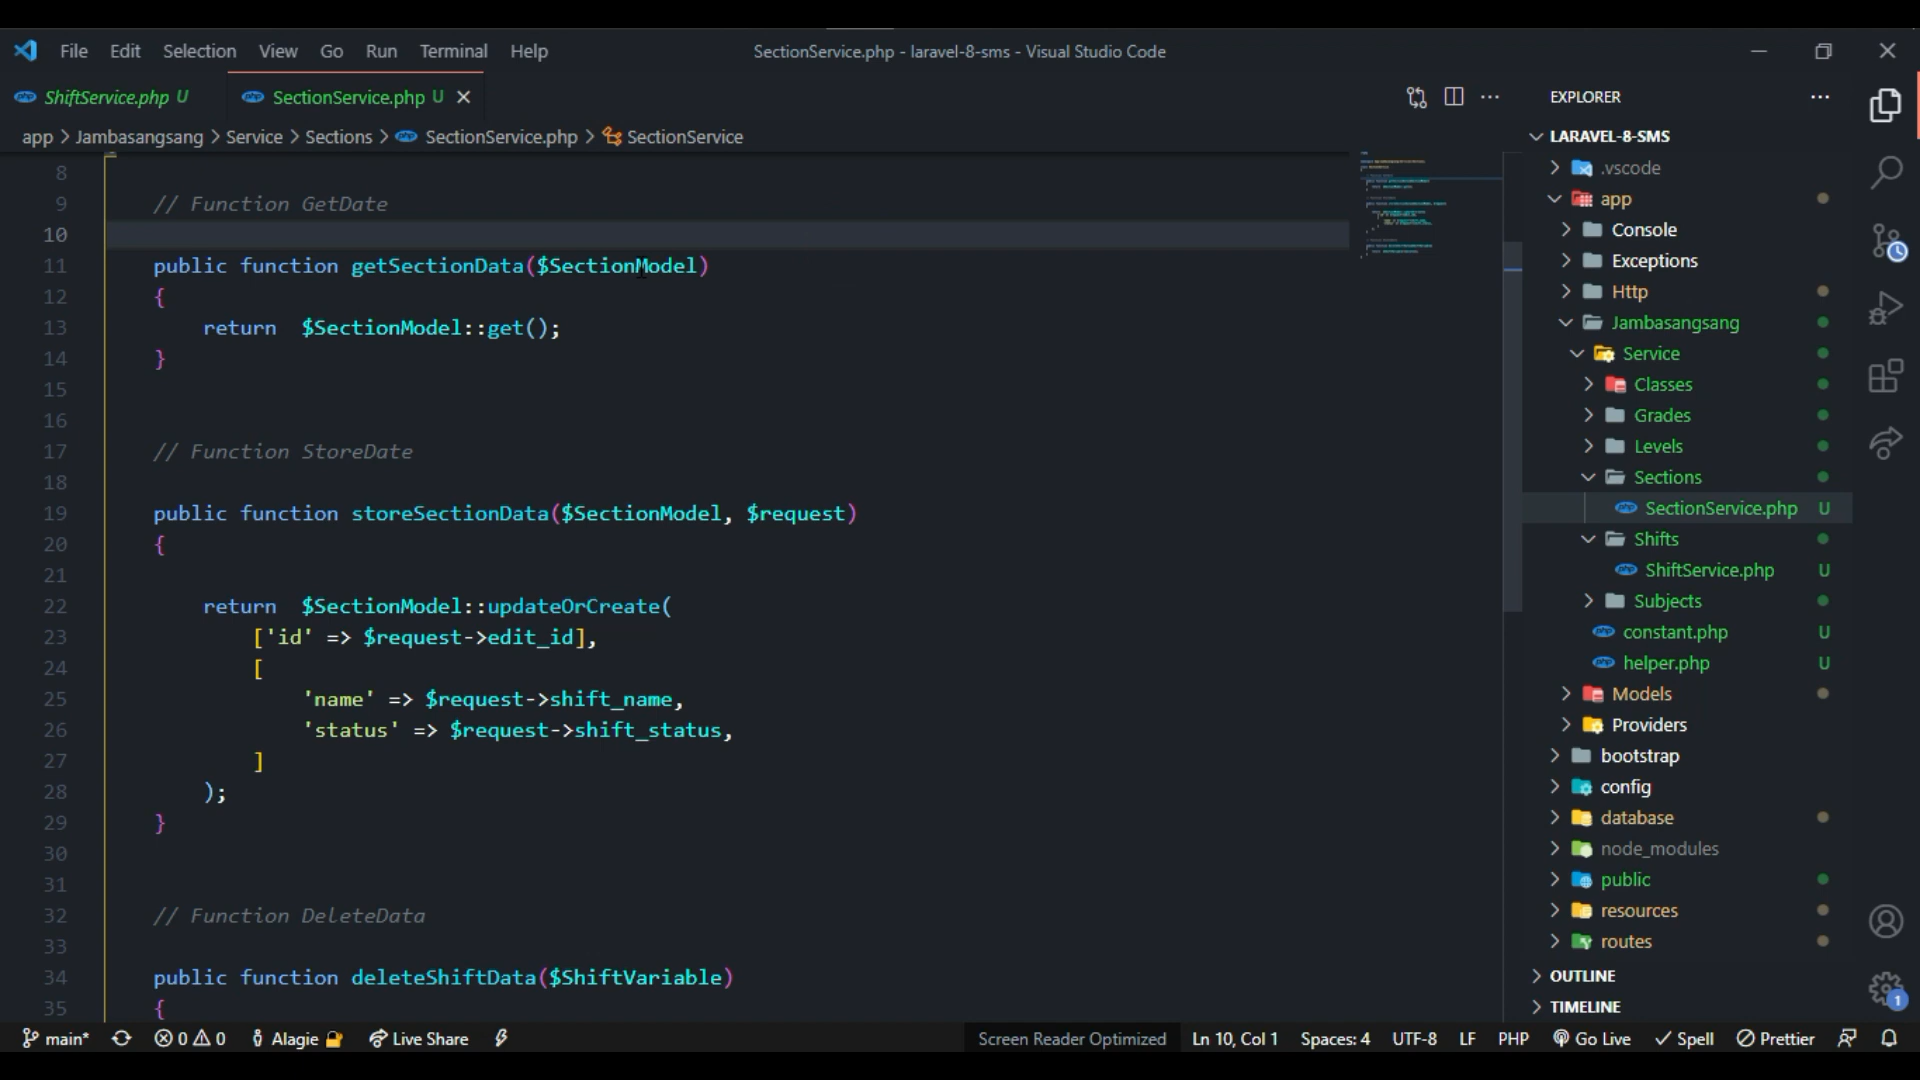 File Edit Selection View Go Run Terminal Help
SectionService.php - laravel-8-sms - Visual Studio Code
ShiftService.php U
SectionService.php U
app > Jambasangsang > Service > Sections > SectionService.php > SectionService
8
9 // Function GetDate
10
11 public function getSectionData($SectionModel)
12 {
13 return  $SectionModel::get();
14 }
15
16
17 // Function StoreDate
18
19 public function storeSectionData($SectionModel, $request)
20 {
21
22 return  $SectionModel::updateOrCreate(
23 ['id' => $request->edit_id],
24 [
25 'name' => $request->shift_name,
26 'status' => $request->shift_status,
27 ]
28 );
29 }
30
31
32 // Function DeleteData
33
34 public function deleteShiftData($ShiftVariable)
35 {
EXPLORER
LARAVEL-8-SMS
.vscode
app
Console
Exceptions
Http
Jambasangsang
Service
Classes
Grades
Levels
Sections
SectionService.php U
Shifts
ShiftService.php U
Subjects
constant.php U
helper.php U
Models
Providers
bootstrap
config
database
node_modules
public
resources
routes
OUTLINE
TIMELINE
1
main* 0 0 Alagie Live Share Screen Reader Optimized Ln 10, Col 1 Spaces: 4 UTF-8 LF PHP Go Live Spell Prettier